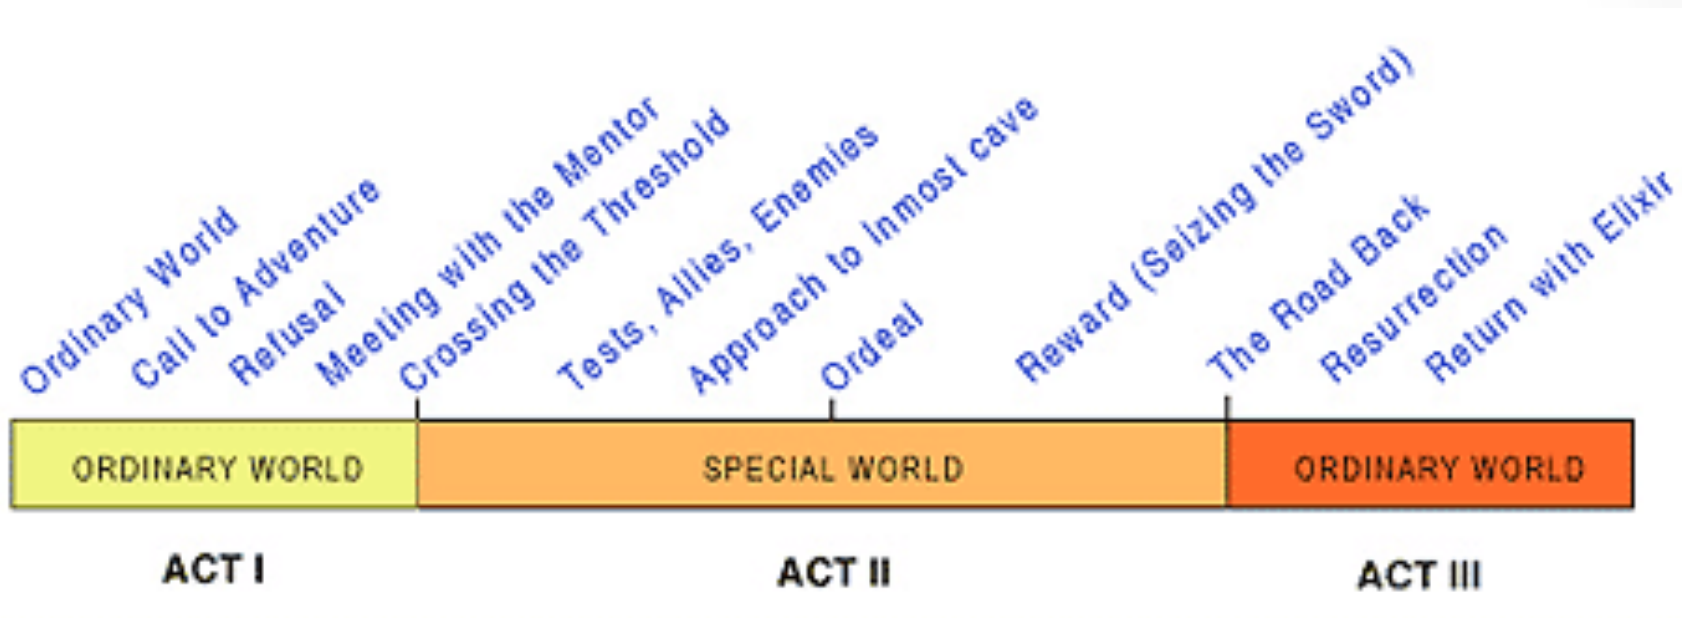 Ordinary World
Call to Adventure
Refusal
Meeting with the Mentor
Crossing the Threshold
Tests, Allies, Enemies
Approach to Inmost cave
Ordeal
Reward (Seizing the Sword)
The Road Back
Resurrection
Return with Elixir
ORDINARY WORLD
SPECIAL WORLD
ORDINARY WORLD
ACT I
ACT II
ACT III